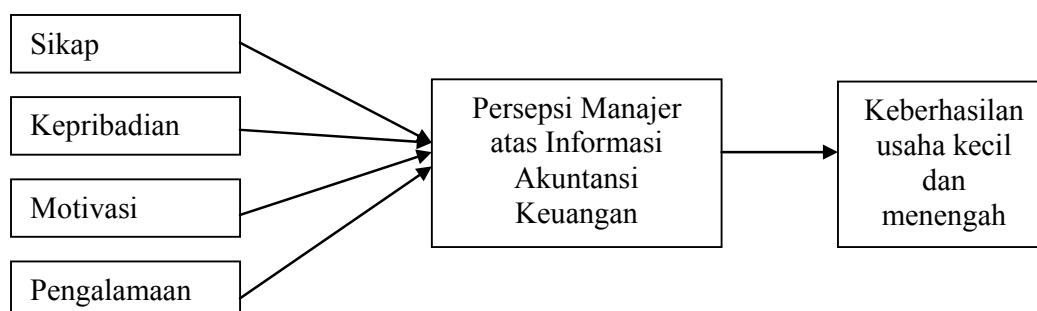 Sikap
Kepribadian
Motivasi
Pengalamaan
Persepsi Manajer
atas Informasi
Akuntansi
Keuangan
Keberhasilan
usaha kecil
dan
menengah